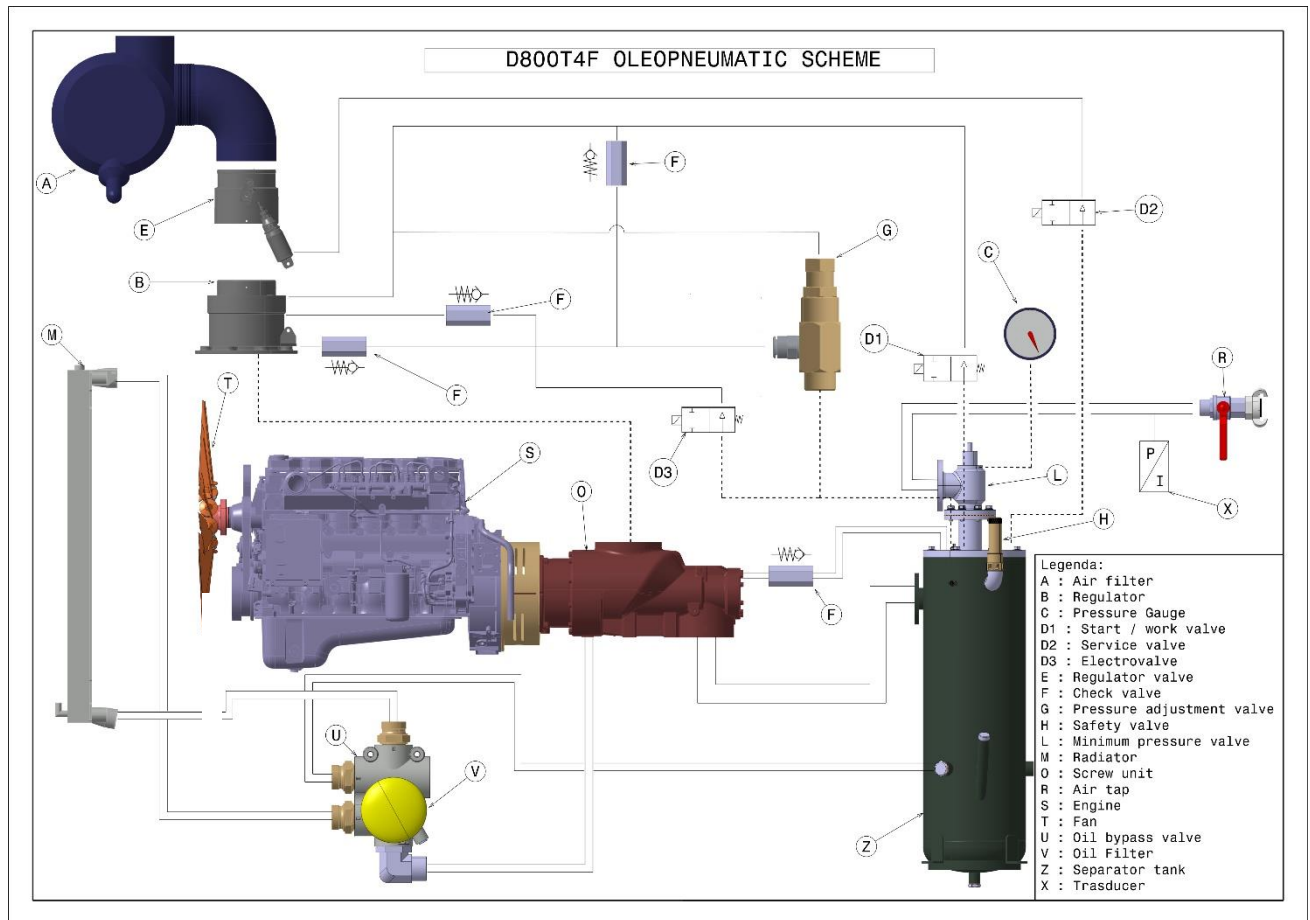 D800T4F OLEOPNEUMATIC SCHEME
F
A
D2
E
G
C
B
F
M
D1
R
T
F
S
D3
L
P
I
O
X
H
F
U
V
Z
Legenda:
A : Air filter
B : Regulator
C : Pressure Gauge
D1 : Start / work valve
D2 : Service valve
D3 : Electrovalve
E : Regulator valve
F : Check valve
G : Pressure adjustment valve
H : Safety valve
L : Minimum pressure valve
M : Radiator
O : Screw unit
R : Air tap
S : Engine
T : Fan
U : Oil bypass valve
V : Oil Filter
Z : Separator tank
X : Trasducer